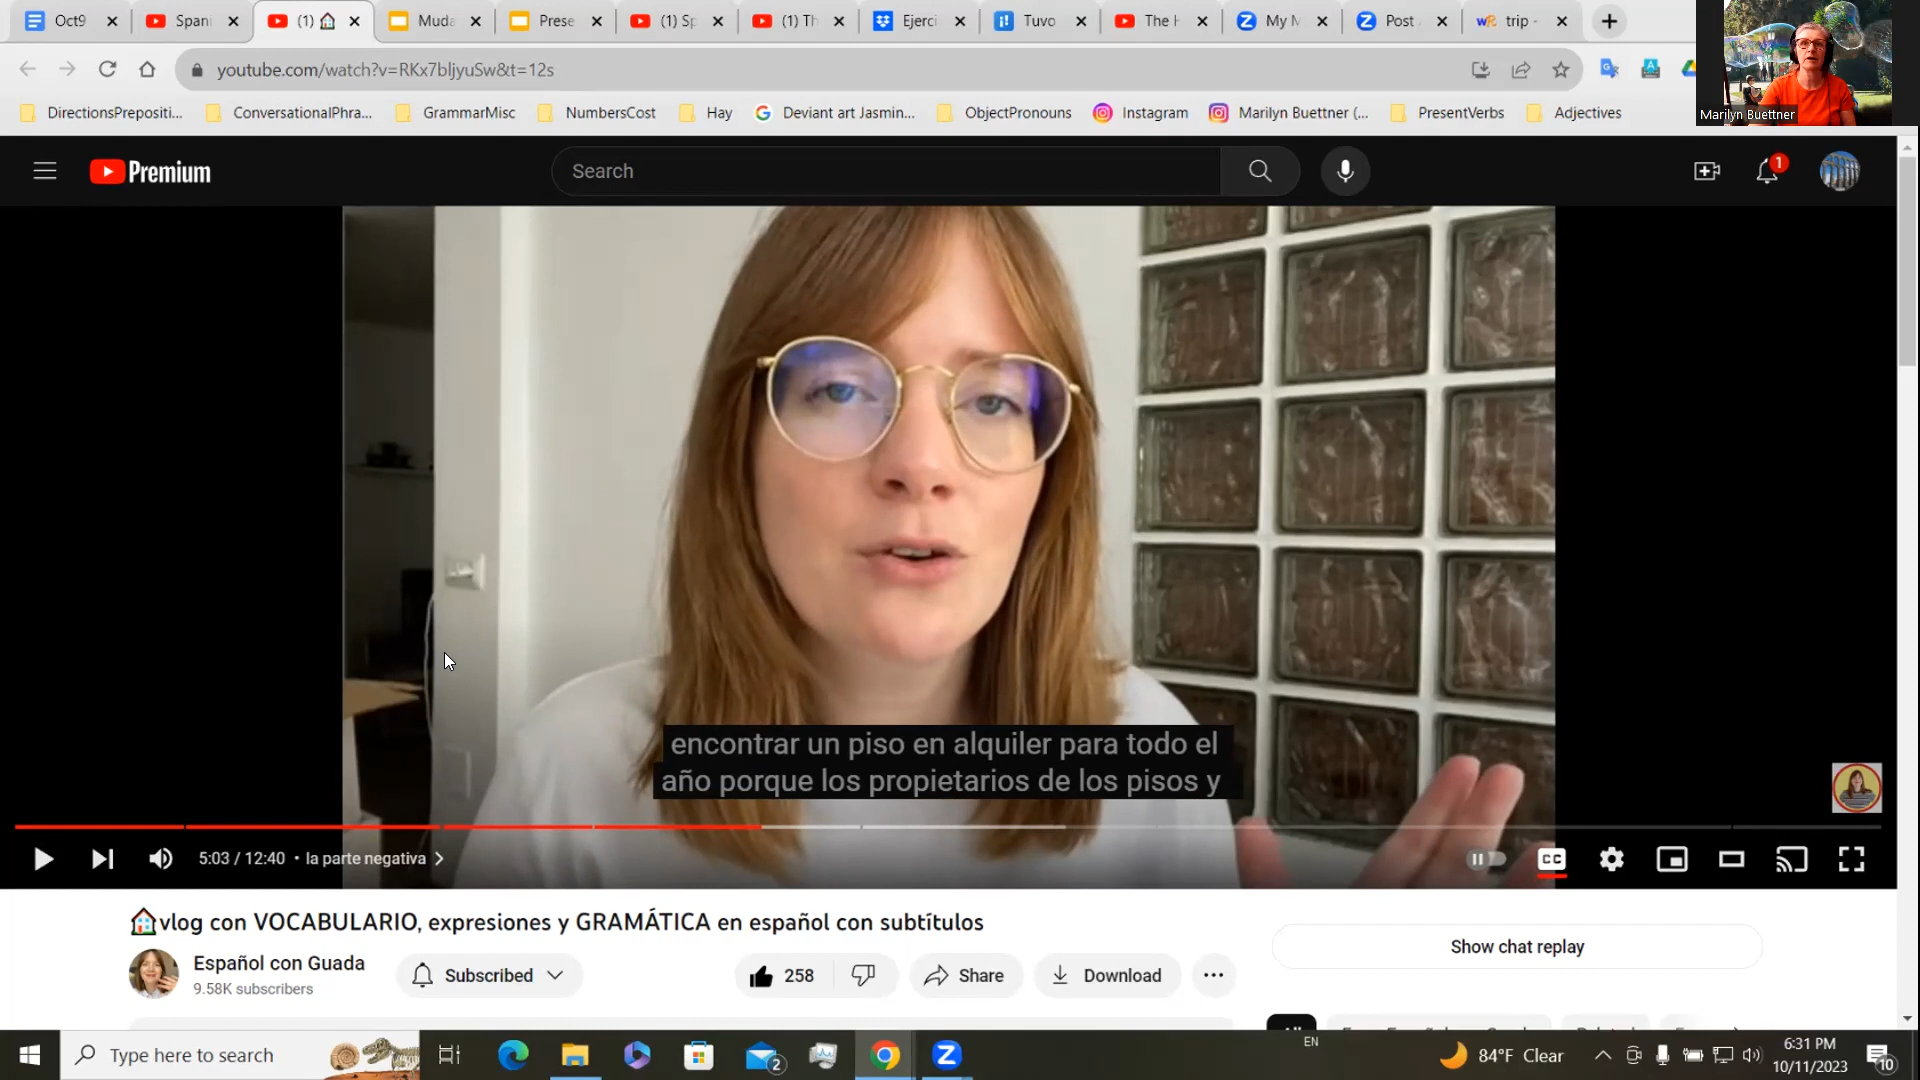 Oct9
Spani
(1)
Muda
Prese
(1) Sp
(1) Th
Ejerci
Tuvo
The H
My M
Post
trip -
youtube.com/watch?v=RKx7bljyuSw&t=12s
DirectionsPrepositi...
ConversationalPhra...
GrammarMisc
NumbersCost
Hay
Deviant art Jasmin...
ObjectPronouns
Instagram
Marilyn Buettner (...
PresentVerbs
Adjectives
Marilyn Buettner
Premium
Search
1
encontrar un piso en alquiler para todo el
año porque los propietarios de los pisos y
5:03 / 12:40 • la parte negativa
CC
vlog con VOCABULARIO, expresiones y GRAMÁTICA en español con subtítulos
Español con Guada
9.58K subscribers
Subscribed
258
Share
Download
Show chat replay
Type here to search
2
EN
84°F Clear
6:31 PM
10/11/2023
10